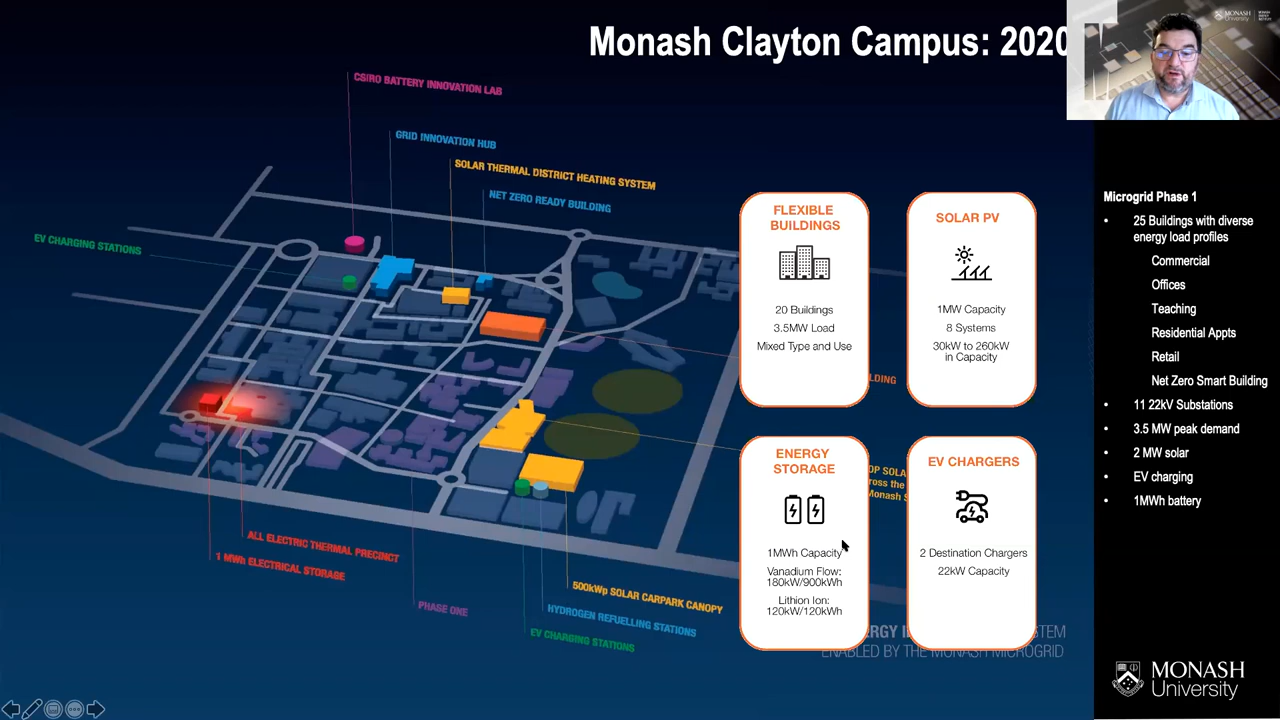 Monash Clayton Campus: 2020
MONASH
University
CSIRO BATTERY INNOVATION LAB
GRID INNOVATION HUB
SOLAR THERMAL DISTRICT HEATING SYSTEM
NET ZERO READY BUILDING
EV CHARGING STATIONS
ALL ELECTRIC THERMAL PRECINCT
1 MWh ELECTRICAL STORAGE
PHASE ONE
500kWp SOLAR CARPARK CANOPY
HYDROGEN REFUELLING STATIONS
EV CHARGING STATIONS
FLEXIBLE
BUILDINGS
20 Buildings
3.5MW Load
Mixed Type and Use
SOLAR PV
1MW Capacity
8 Systems
30kW to 260kW
in Capacity
ENERGY
STORAGE
1MWh Capacity
Vanadium Flow:
180kW/900kWh
Lithion Ion:
120kW/120kWh
EV CHARGERS
2 Destination Chargers
22kW Capacity
ENABLED BY THE MONASH MICROGRID
Microgrid Phase 1
• 25 Buildings with diverse
energy load profiles
Commercial
Offices
Teaching
Residential Appts
Retail
Net Zero Smart Building
• 11 22kV Substations
• 3.5 MW peak demand
• 2 MW solar
• EV charging
• 1MWh battery
MONASH
University